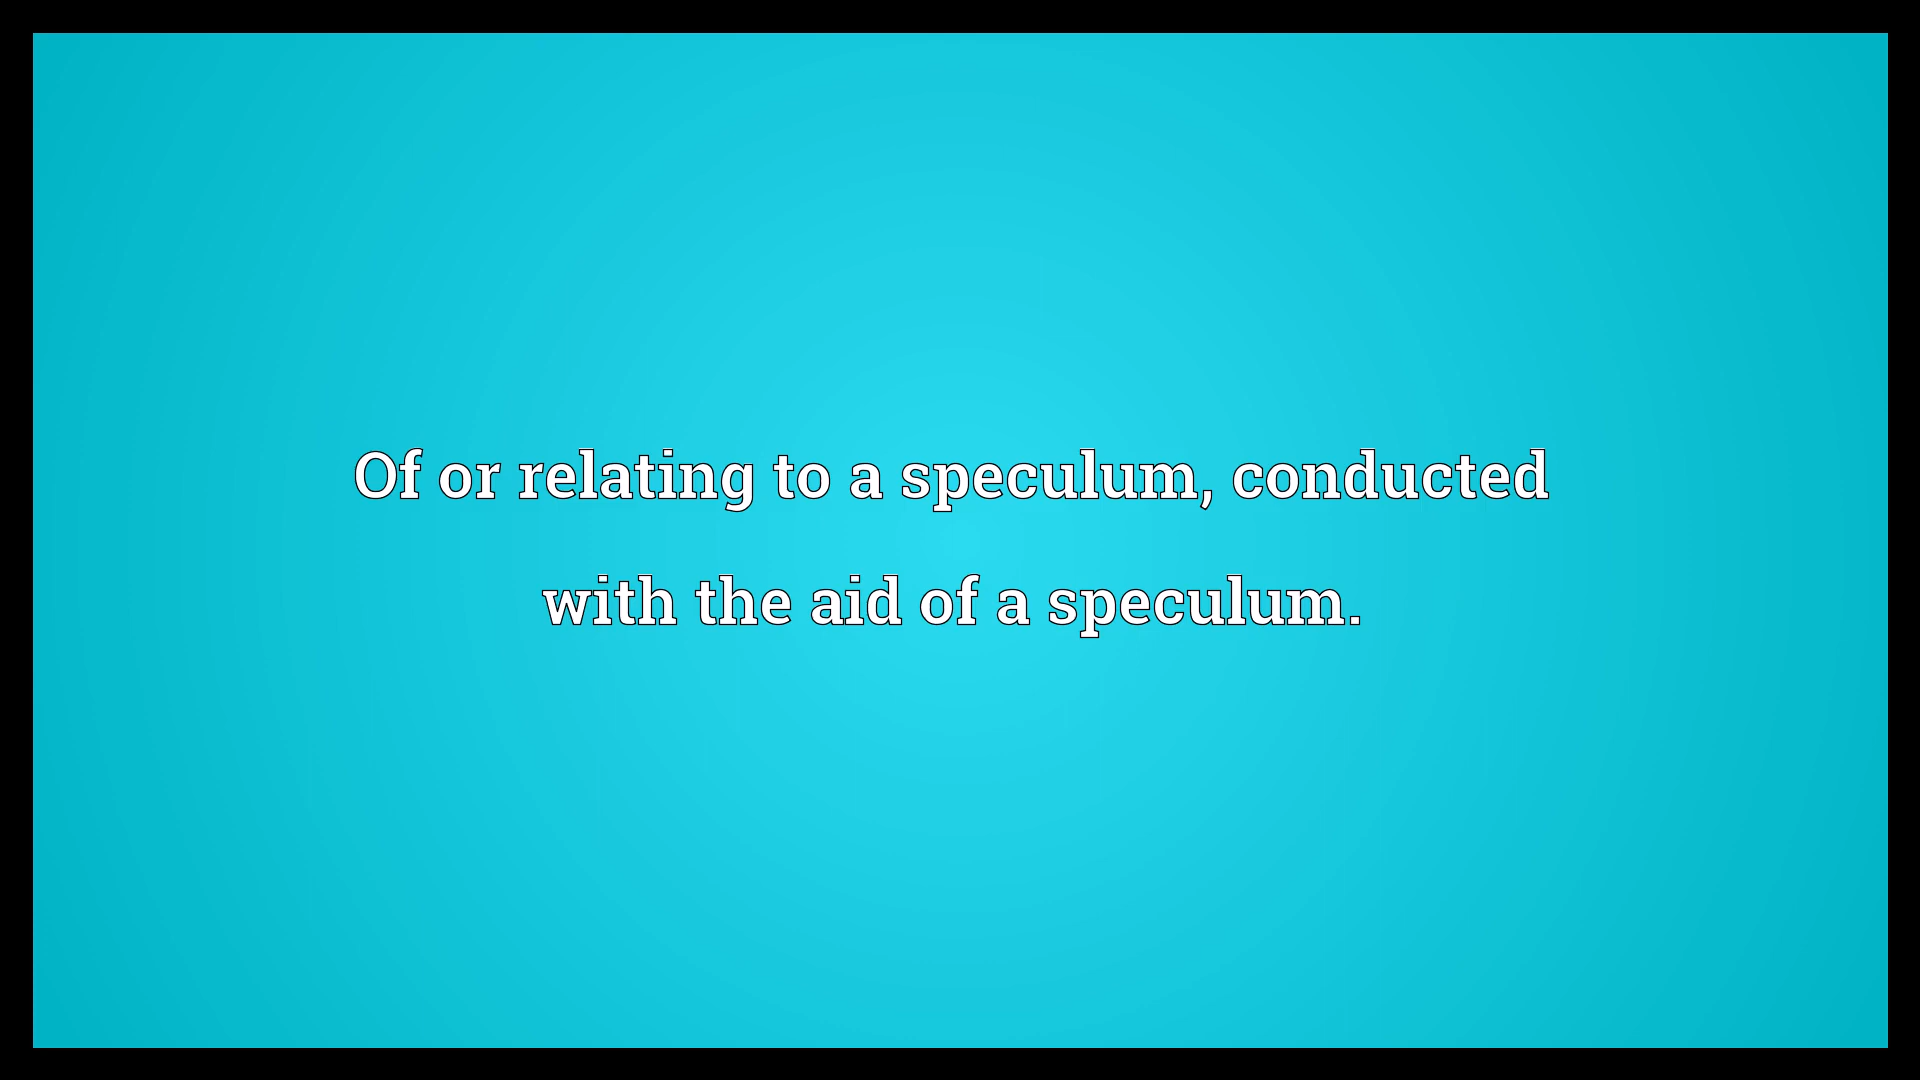 Of or relating to a speculum, conducted
with the aid of a speculum.